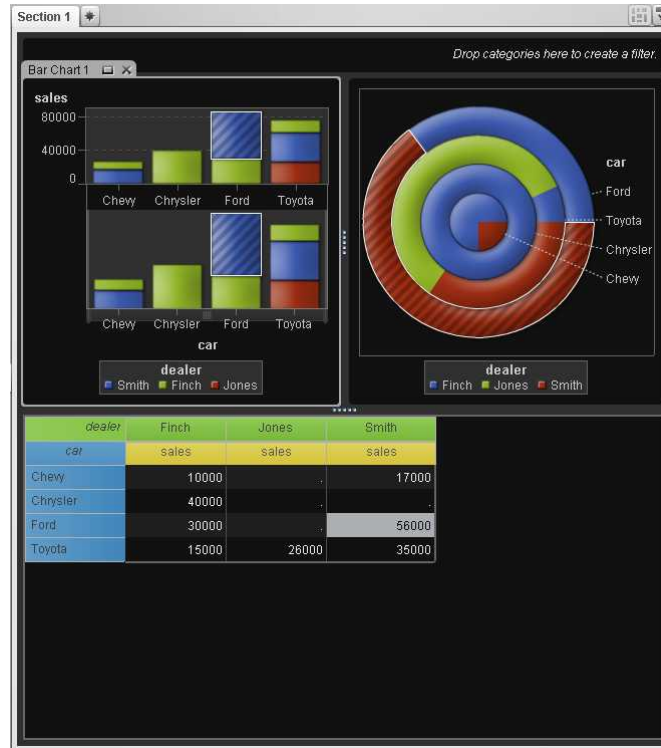 Section 1
Drop categories here to create a filter.
Bar Chart 1
sales
80000
40000
0
Chevy Chrysler Ford Toyota
Chevy Chrysler Ford Toyota
car
dealer
Smith Finch Jones
car
Ford
Toyota
Chrysler
Chevy
dealer
Finch Jones Smith
dealer Finch Jones Smith
car sales sales sales
Chevy 10000 . 17000
Chrysler 40000 . .
Ford 30000 . 56000
Toyota 15000 26000 35000